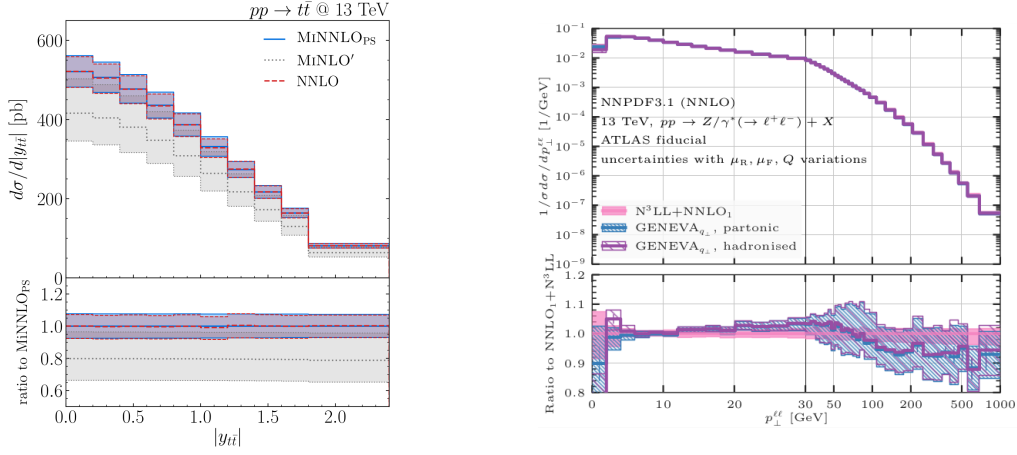 pp → tt̄ @ 13 TeV
MiNNLO_PS
MiNLO′
NNLO
dσ/d|y_tt̄| [pb]
600
400
200
0
ratio to MiNNLO_PS
1.2
1.0
0.8
0.6
0.0 0.5 1.0 1.5 2.0
|y_tt̄|
1/σ dσ/dp_⊥^ℓℓ [1/GeV]
10^−1
10^−2
10^−3
10^−4
10^−5
10^−6
10^−7
10^−8
10^−9
NNPDF3.1 (NNLO)
13 TeV, pp → Z/γ*(→ ℓ⁺ℓ⁻) + X
ATLAS fiducial
uncertainties with μ_R, μ_F, Q variations
N³LL+NNLO₁
GENEVA_q⊥, partonic
GENEVA_q⊥, hadronised
Ratio to NNLO₁+N³LL
1.2
1.1
1.0
0.9
0.8
0 10 20 30 50 100 200 500 1000
p_⊥^ℓℓ [GeV]